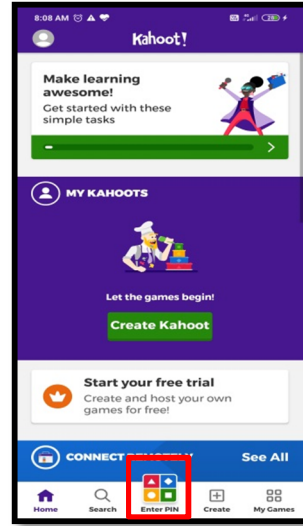 8:08 AM
Kahoot!
Make learning
awesome!
Get started with these
simple tasks
MY KAHOOTS
Let the games begin!
Create Kahoot
Start your free trial
Create and host your own
games for free!
CONNECT
See All
Home
Search
Enter PIN
Create
My Games